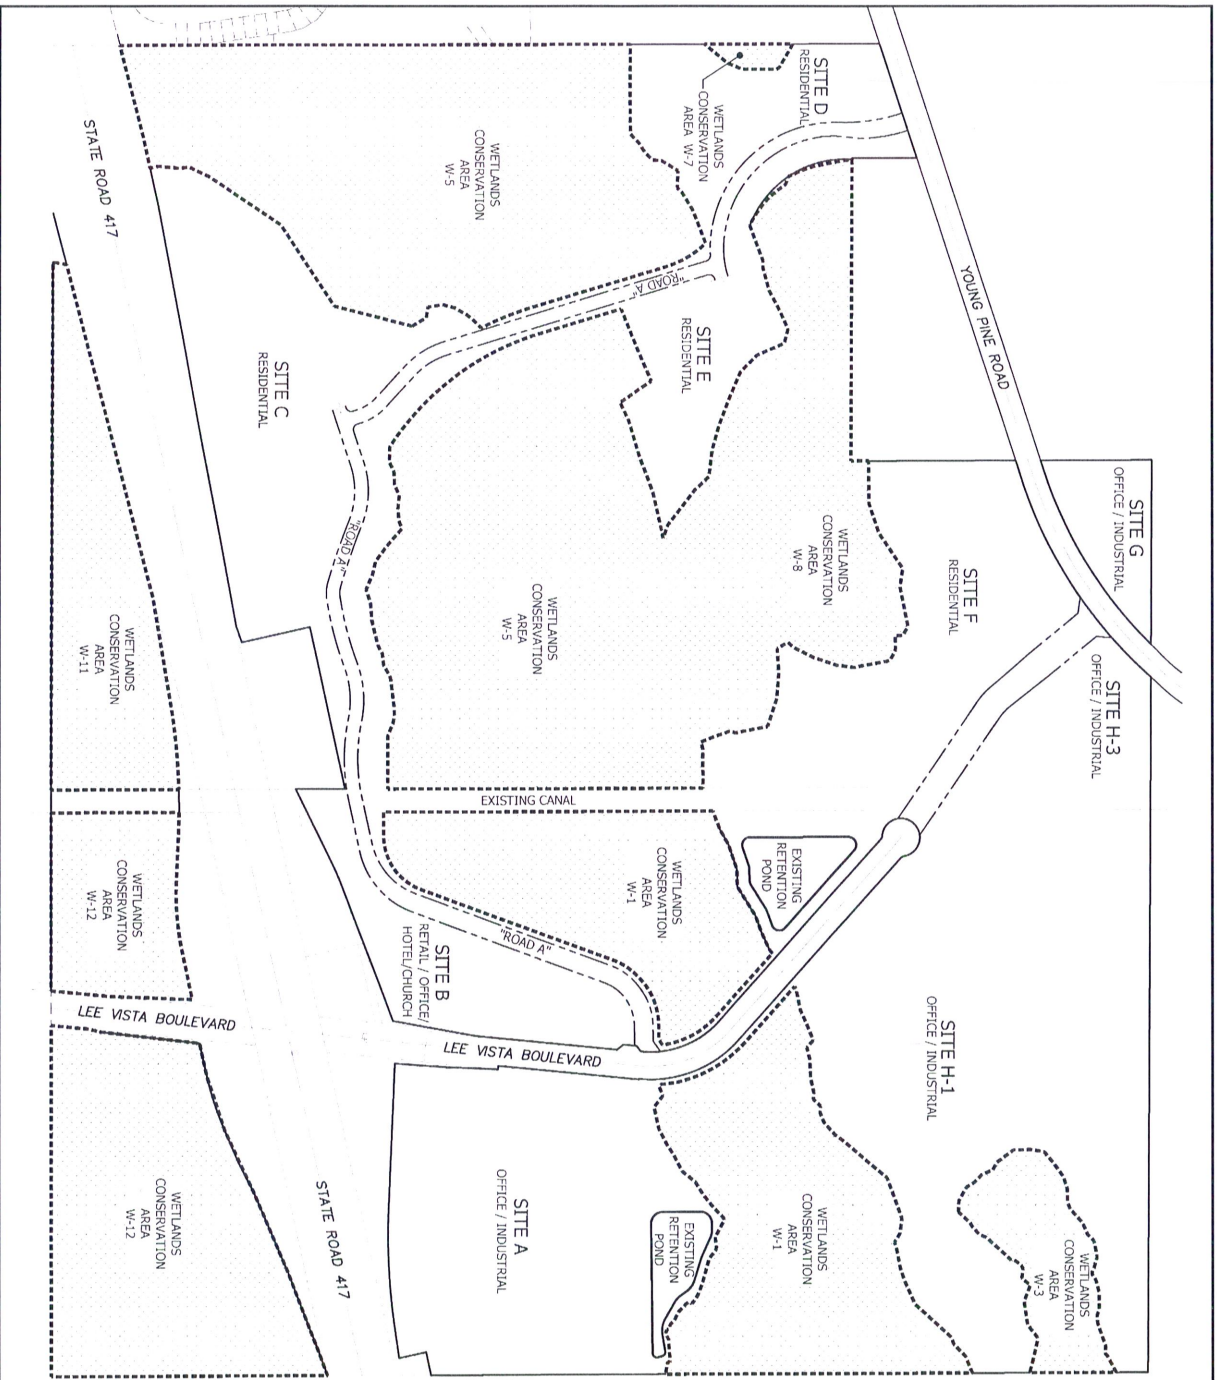 SITE D
RESIDENTIAL
WETLANDS
CONSERVATION
AREA W-7
WETLANDS
CONSERVATION
AREA
W-5
STATE ROAD 417
YOUNG PINE ROAD
"ROAD A"
SITE E
RESIDENTIAL
SITE C
RESIDENTIAL
SITE G
OFFICE / INDUSTRIAL
WETLANDS
CONSERVATION
AREA
W-8
SITE F
RESIDENTIAL
"ROAD A"
WETLANDS
CONSERVATION
AREA
W-5
WETLANDS
CONSERVATION
AREA
W-11
SITE H-3
OFFICE / INDUSTRIAL
EXISTING CANAL
EXISTING
RETENTION
POND
WETLANDS
CONSERVATION
AREA
W-1
WETLANDS
CONSERVATION
AREA
W-12
"ROAD A"
SITE B
RETAIL / OFFICE/
HOTEL/CHURCH
LEE VISTA BOULEVARD
LEE VISTA BOULEVARD
SITE H-1
OFFICE / INDUSTRIAL
SITE A
OFFICE / INDUSTRIAL
EXISTING
RETENTION
POND
WETLANDS
CONSERVATION
AREA
W-1
WETLANDS
CONSERVATION
AREA
W-3
STATE ROAD 417
WETLANDS
CONSERVATION
AREA
W-12